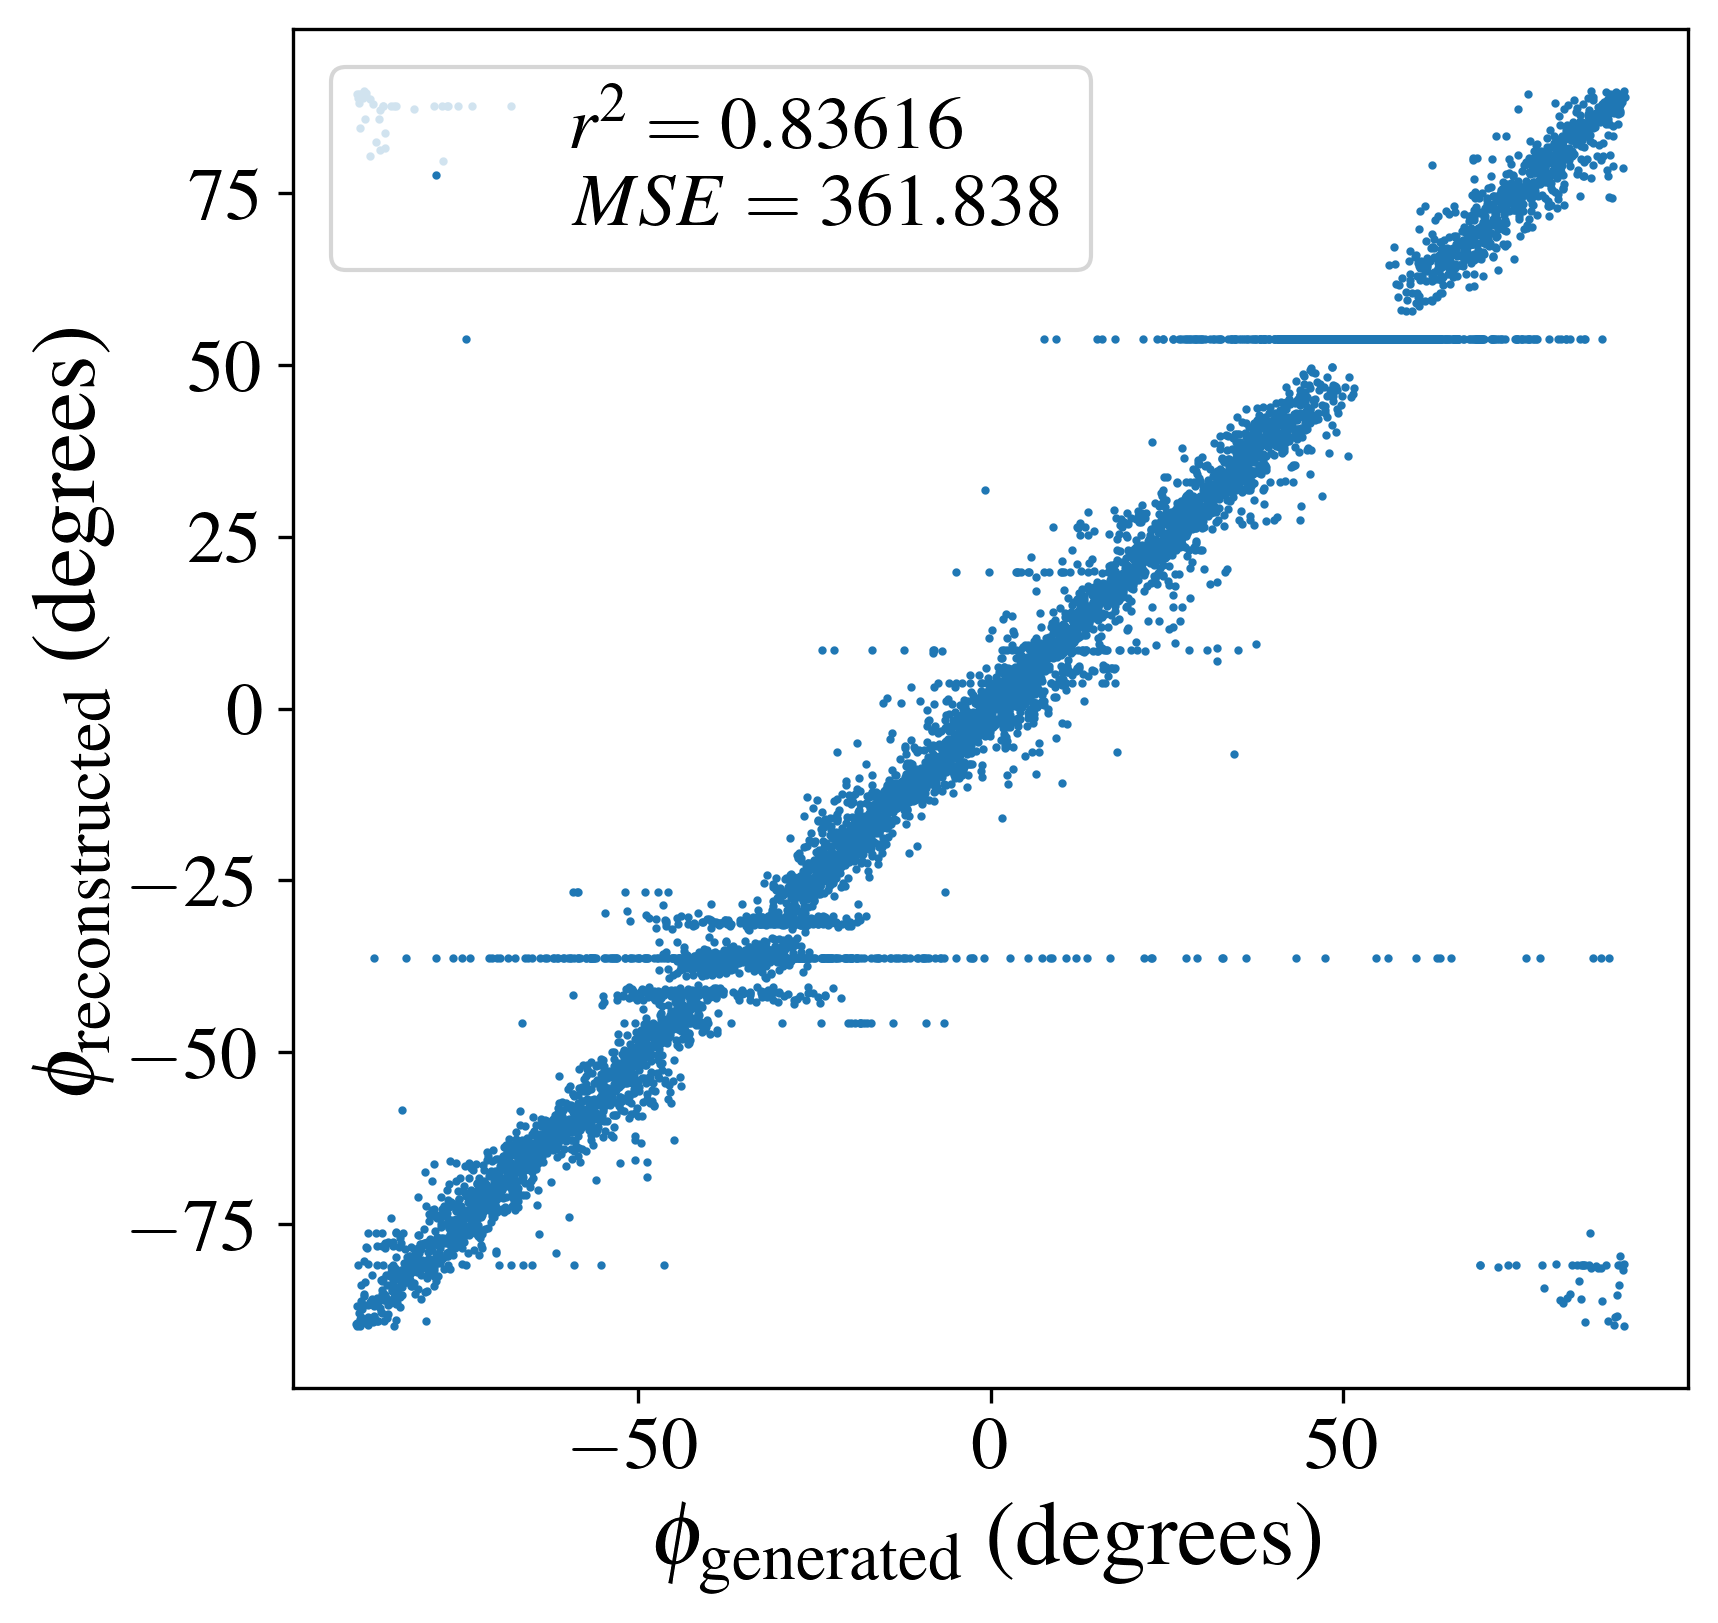 r² = 0.83616
MSE = 361.838
75
50
25
0
−25
−50
−75
ϕreconstructed (degrees)
−50 0 50
ϕgenerated (degrees)